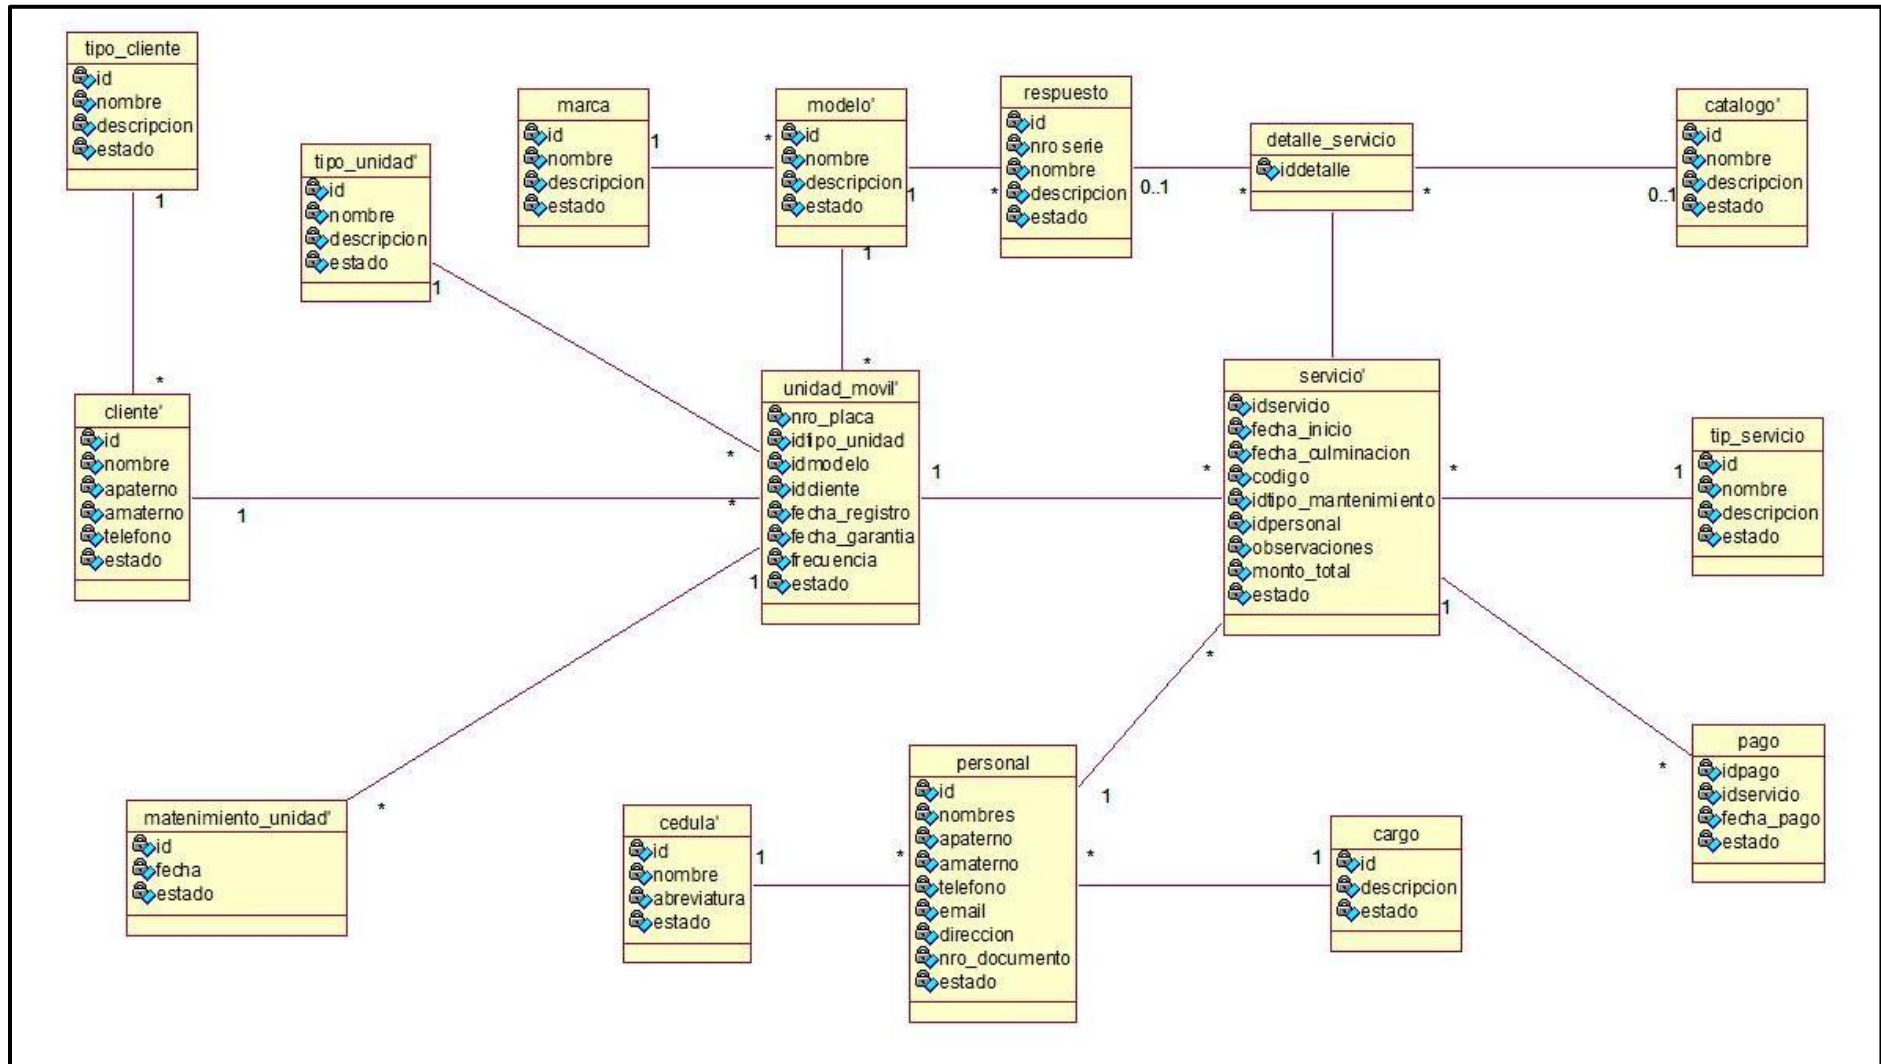 tipo_cliente
id
nombre
descripcion
estado
1
*
tipo_unidad'
id
nombre
descripcion
estado
1
*
marca
id
nombre
descripcion
estado
1
*
modelo'
id
nombre
descripcion
estado
1
*
1
*
respuesto
id
nro serie
nombre
descripcion
estado
0..1
*
detalle_servicio
iddetalle
*
0..1
catalogo'
id
nombre
descripcion
estado
cliente'
id
nombre
apaterno
amaterno
telefono
estado
1
*
unidad_movil'
nro_placa
idtipo_unidad
idmodelo
idcliente
fecha_registro
fecha_garantia
frecuencia
estado
1
*
1
*
servicio'
idservicio
fecha_inicio
fecha_culminacion
codigo
idtipo_mantenimiento
idpersonal
observaciones
monto_total
estado
*
1
tip_servicio
id
nombre
descripcion
estado
1
*
*
1
matenimiento_unidad'
id
fecha
estado
cedula'
id
nombre
abreviatura
estado
1
*
personal
id
nombres
apaterno
amaterno
telefono
email
direccion
nro_documento
estado
*
1
cargo
id
descripcion
estado
pago
idpago
idservicio
fecha_pago
estado